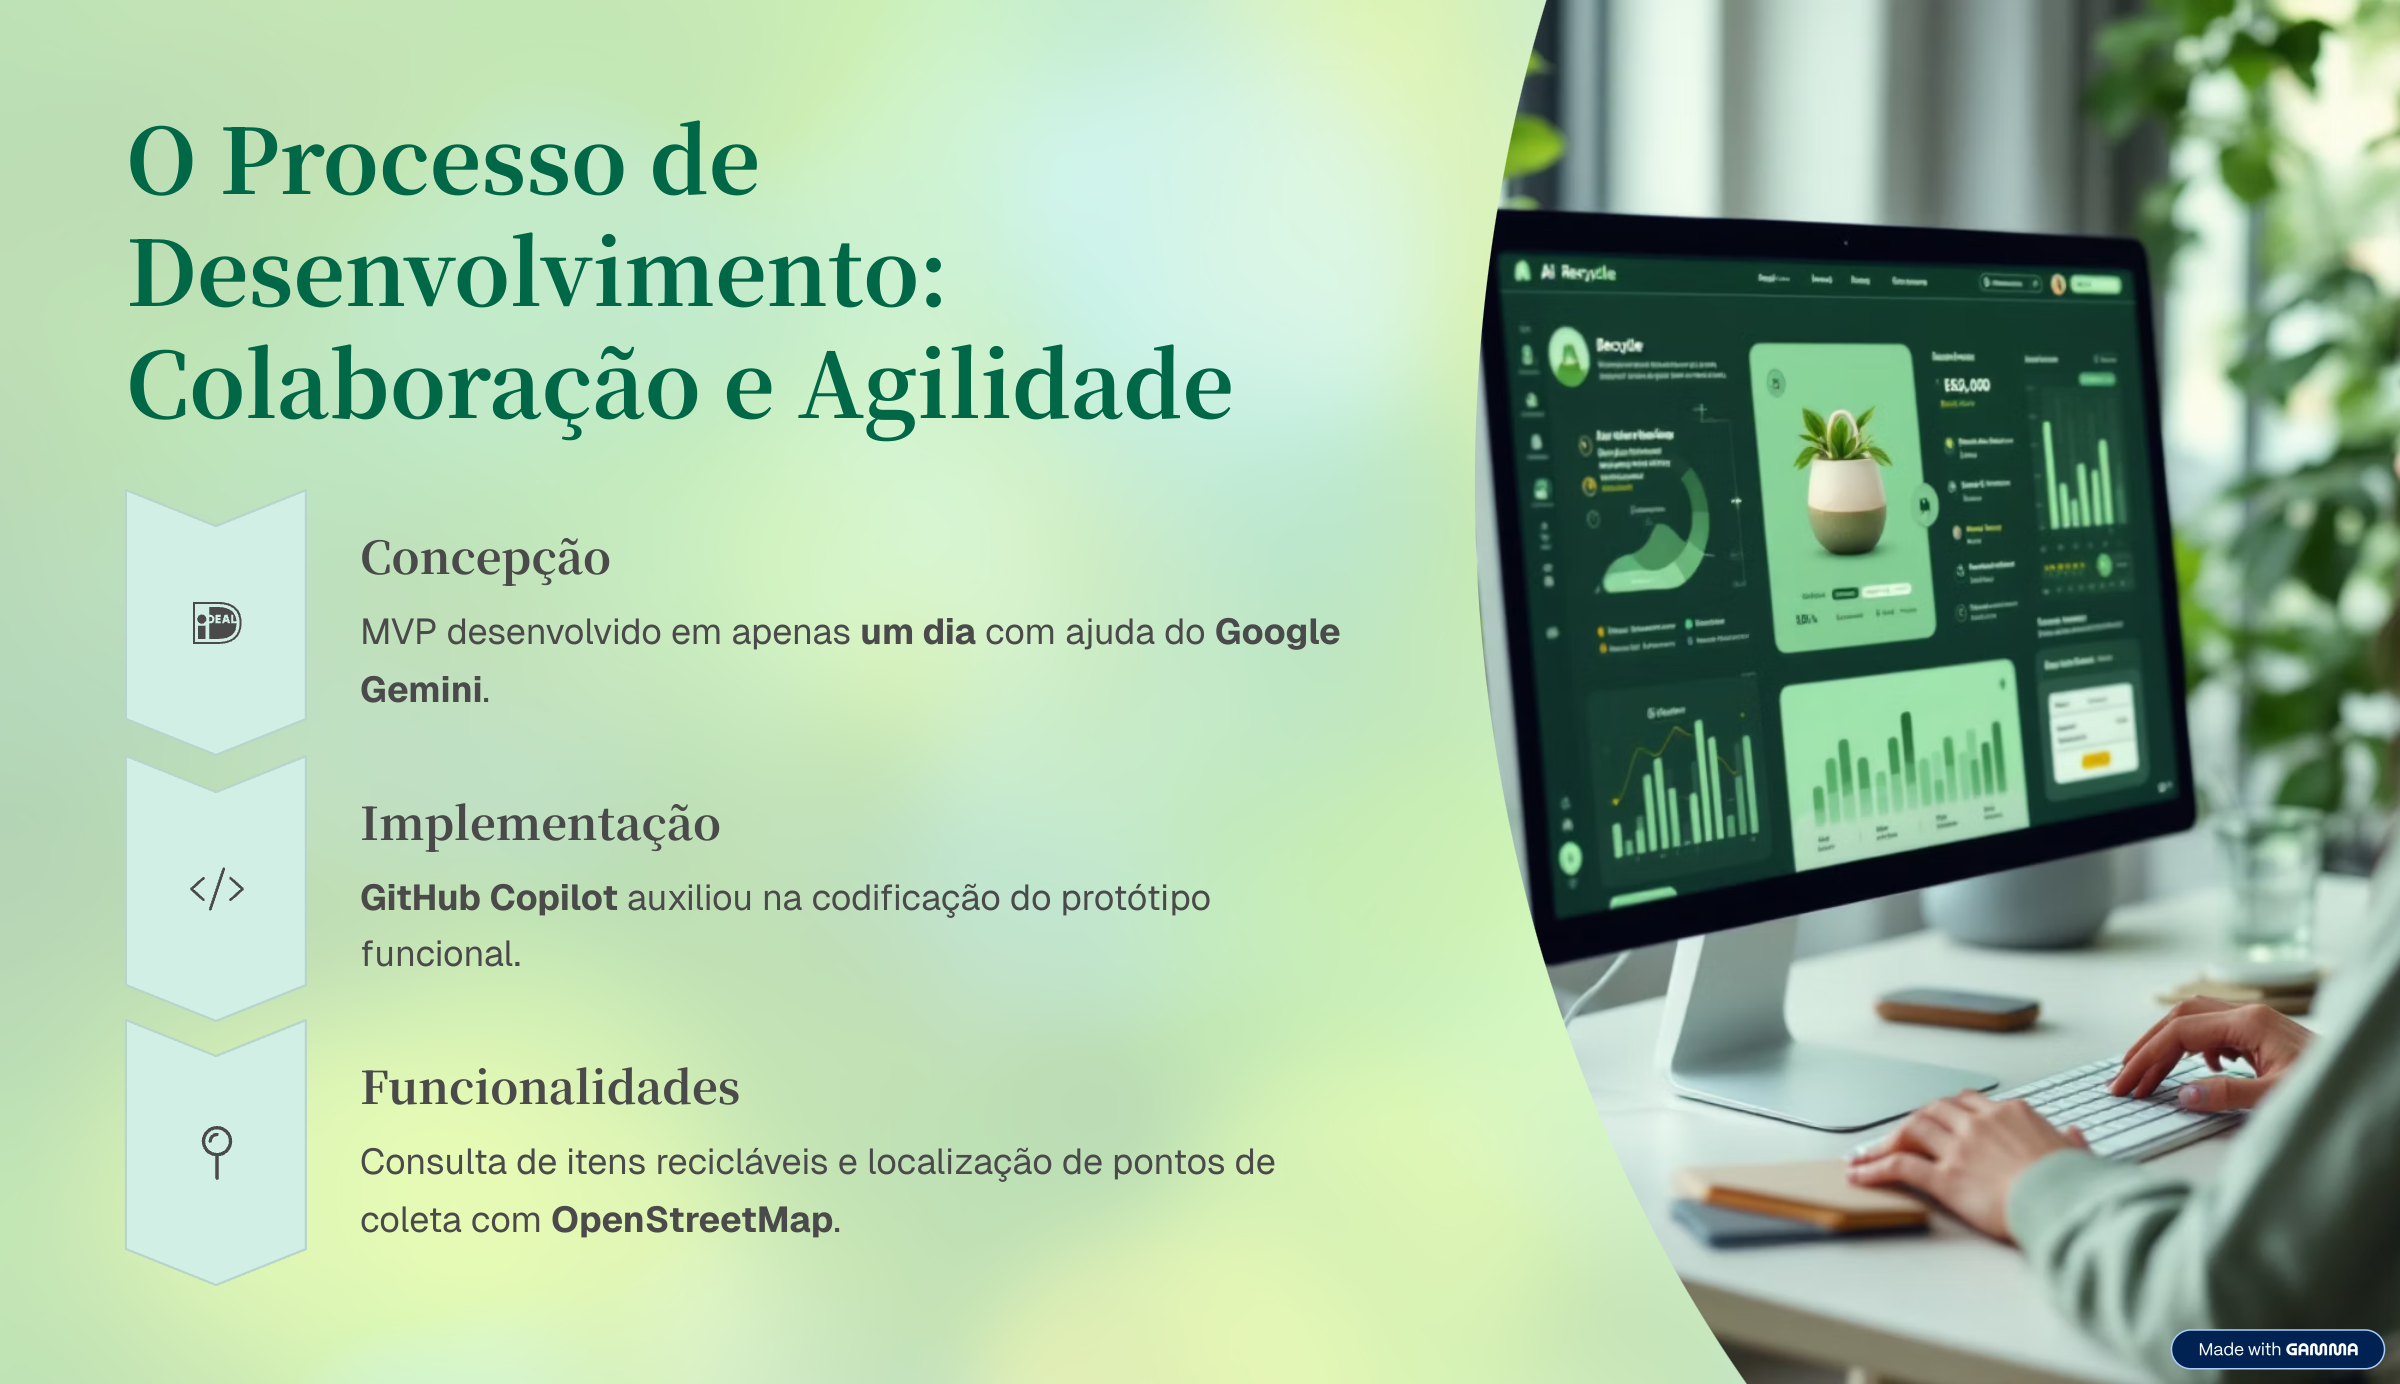 O Processo de
Desenvolvimento:
Colaboração e Agilidade
Concepção
iDEAL
MVP desenvolvido em apenas um dia com ajuda do Google
Gemini.
Implementação
</>
GitHub Copilot auxiliou na codificação do protótipo
funcional.
Funcionalidades
Consulta de itens recicláveis e localização de pontos de
coleta com OpenStreetMap.
Ai Recycle
Recycle
Made with GAMMA